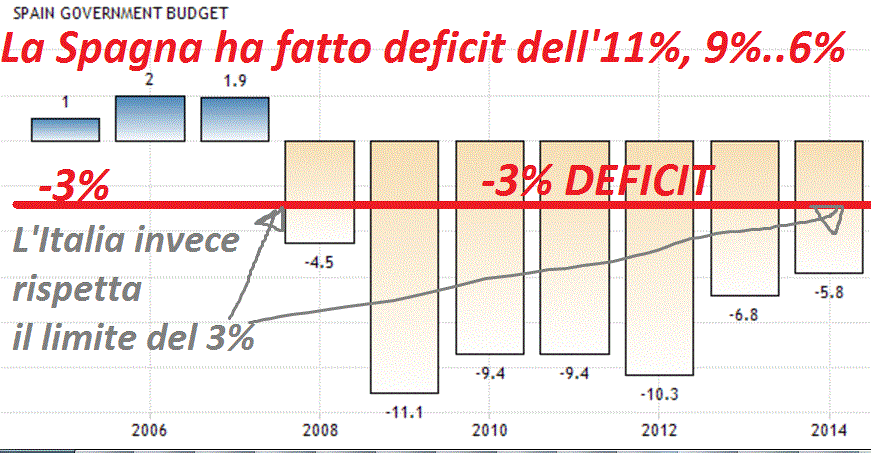 SPAIN GOVERNMENT BUDGET
La Spagna ha fatto deficit dell'11%, 9%..6%
1
2
1.9
-3%
-3% DEFICIT
L'Italia invece
rispetta
il limite del 3%
-4.5
-11.1
-9.4
-9.4
-10.3
-6.8
-5.8
2006
2008
2010
2012
2014